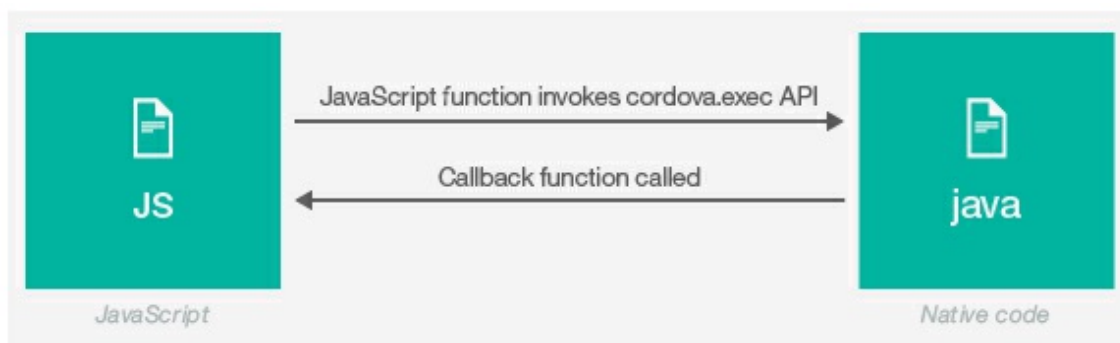 JavaScript function invokes cordova.exec API
Callback function called
JS
java
JavaScript
Native code